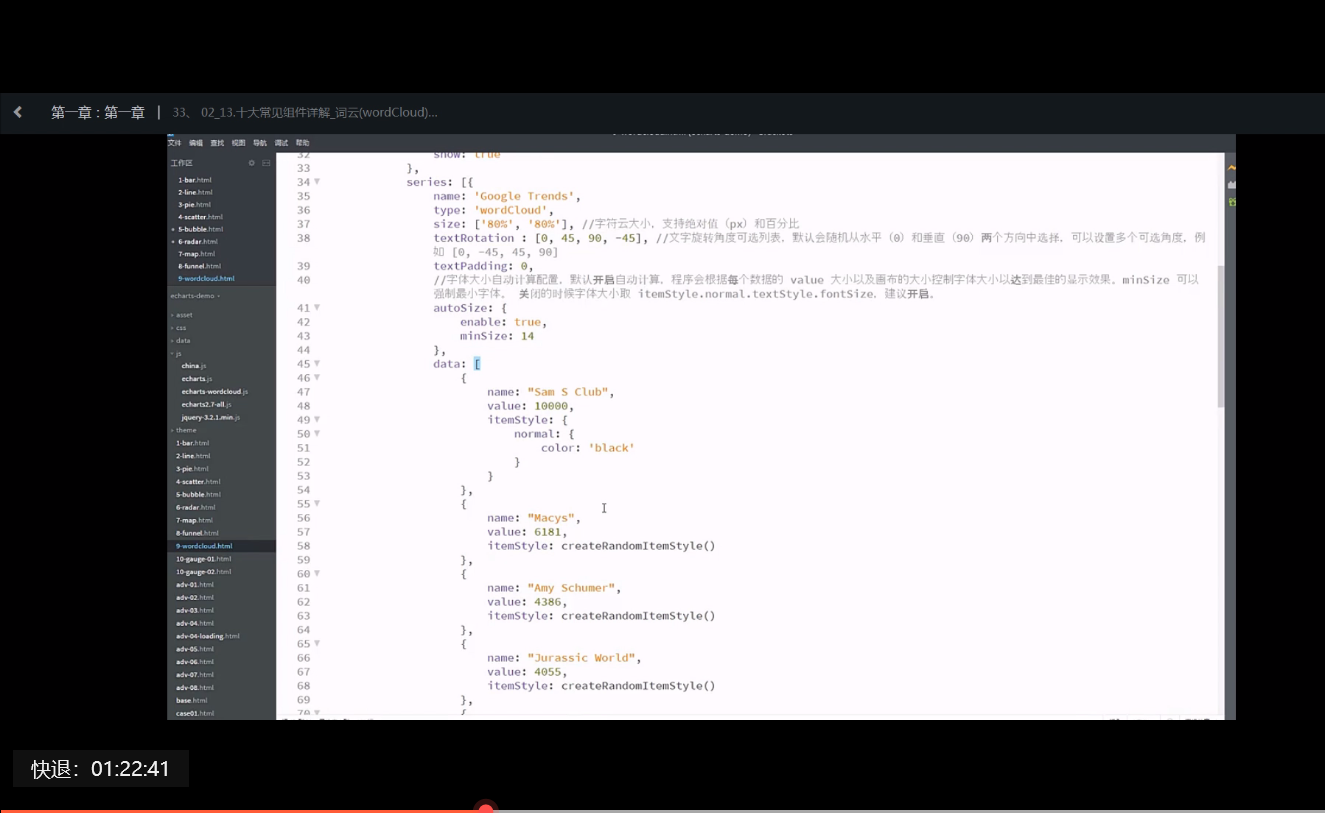 第一章 : 第一章 | 33、 02_13.十大常见组件详解_词云(wordCloud)...
文件 编辑 查找 视图 导航 调试 帮助
工作区
1-bar.html
2-line.html
3-pie.html
4-scatter.html
5-bubble.html
6-radar.html
7-map.html
8-funnel.html
9-wordcloud.html
echarts-demo
asset
css
data
js
china.js
echarts.js
echarts-wordcloud.js
echarts2.7-all.js
jquery-3.2.1.min.js
theme
1-bar.html
2-line.html
3-pie.html
4-scatter.html
5-bubble.html
6-radar.html
7-map.html
8-funnel.html
9-wordcloud.html
10-gauge-01.html
10-gauge-02.html
adv-01.html
adv-02.html
adv-03.html
adv-04.html
adv-04-loading.html
adv-05.html
adv-06.html
adv-07.html
adv-08.html
base.html
case01.html
32 show: true
33 },
34 series: [{
35 name: 'Google Trends',
36 type: 'wordCloud',
37 size: ['80%', '80%'], //字符云大小，支持绝对值（px）和百分比
38 textRotation : [0, 45, 90, -45], //文字旋转角度可选列表，默认会随机从水平（0）和垂直（90）两个方向中选择，可以设置多个可选角度，例
如 [0, -45, 45, 90]
39 textPadding: 0,
40 //字体大小自动计算配置，默认开启自动计算，程序会根据每个数据的 value 大小以及画布的大小控制字体大小以达到最佳的显示效果。minSize 可以
强制最小字体。 关闭的时候字体大小取 itemStyle.normal.textStyle.fontSize，建议开启。
41 autoSize: {
42 enable: true,
43 minSize: 14
44 },
45 data: [
46 {
47 name: "Sam S Club",
48 value: 10000,
49 itemStyle: {
50 normal: {
51 color: 'black'
52 }
53 }
54 },
55 {
56 name: "Macys",
57 value: 6181,
58 itemStyle: createRandomItemStyle()
59 },
60 {
61 name: "Amy Schumer",
62 value: 4386,
63 itemStyle: createRandomItemStyle()
64 },
65 {
66 name: "Jurassic World",
67 value: 4055,
68 itemStyle: createRandomItemStyle()
69 },
70 {
快退： 01:22:41